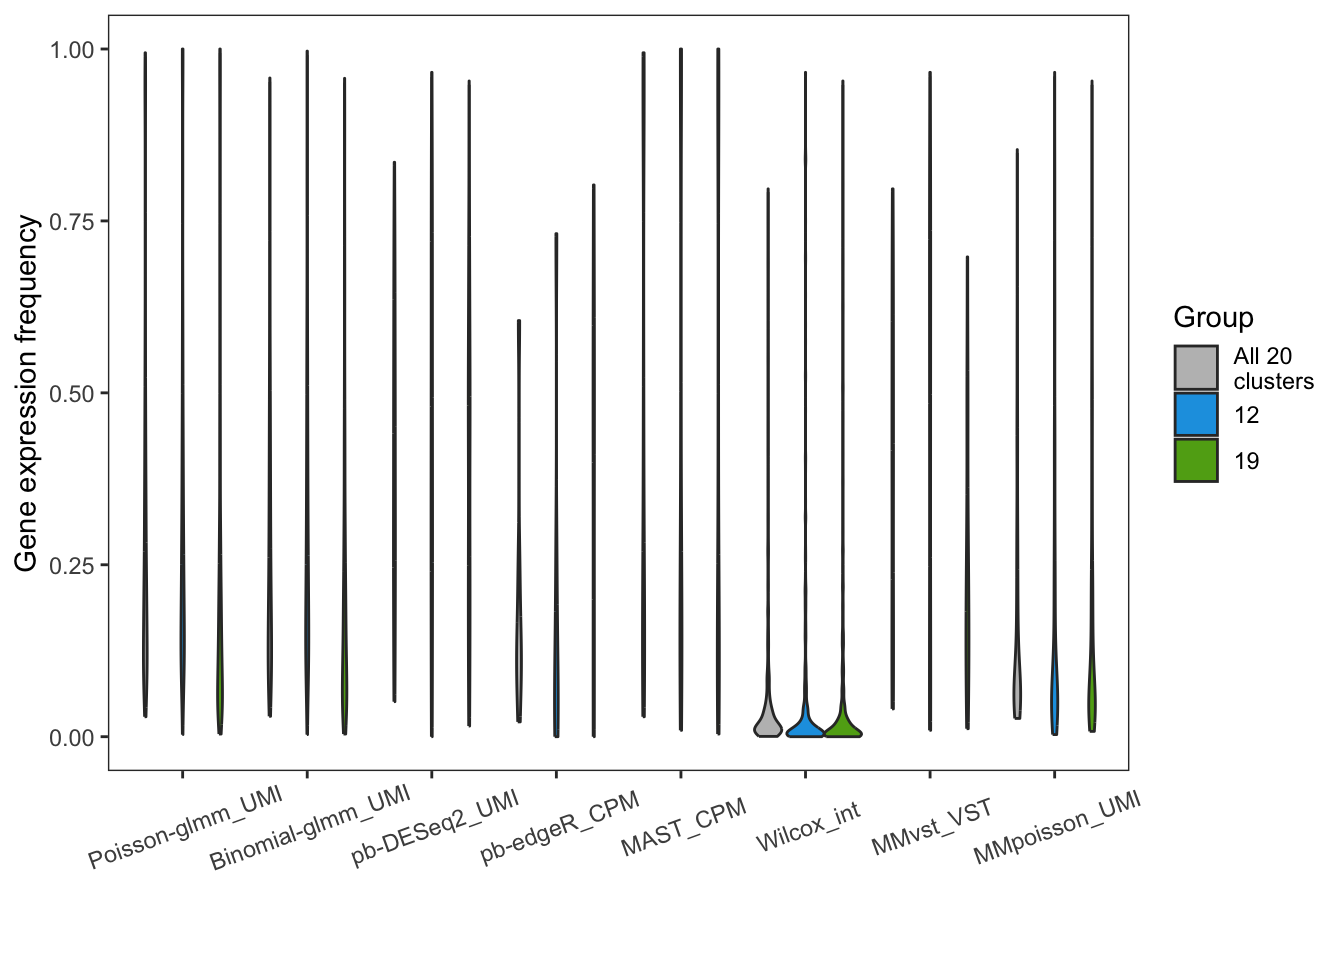 Gene expression frequency
1.00
0.75
0.50
0.25
0.00
Poisson-glmm_UMI
Binomial-glmm_UMI
pb-DESeq2_UMI
pb-edgeR_CPM
MAST_CPM
Wilcox_int
MMvst_VST
MMpoisson_UMI
Group
All 20
clusters
12
19